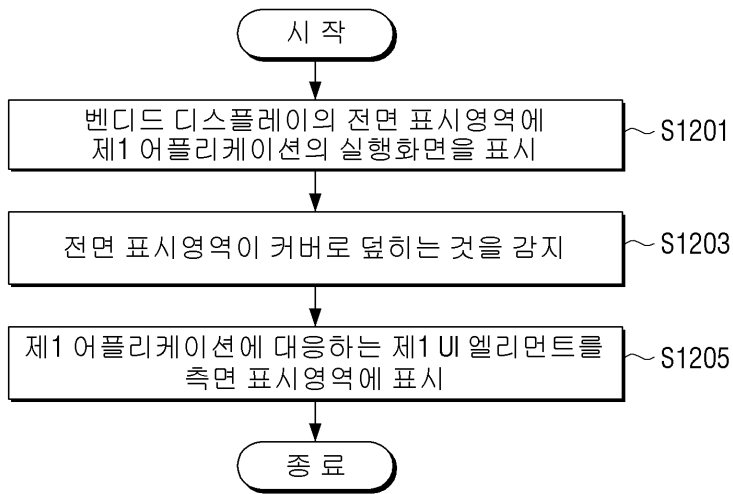 시 작
벤디드 디스플레이의 전면 표시영역에
제1 어플리케이션의 실행화면을 표시
S1201
전면 표시영역이 커버로 덮히는 것을 감지
S1203
제1 어플리케이션에 대응하는 제1 UI 엘리먼트를
측면 표시영역에 표시
S1205
종 료